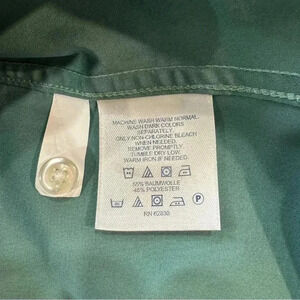 MACHINE WASH WARM NORMAL
WASH DARK COLORS
SEPARATELY.
ONLY NON-CHLORINE BLEACH
WHEN NEEDED.
REMOVE PROMPTLY.
TUMBLE DRY LOW.
WARM IRON IF NEEDED.
55% BAUMWOLLE
45% POLYESTER
P
RN 62830